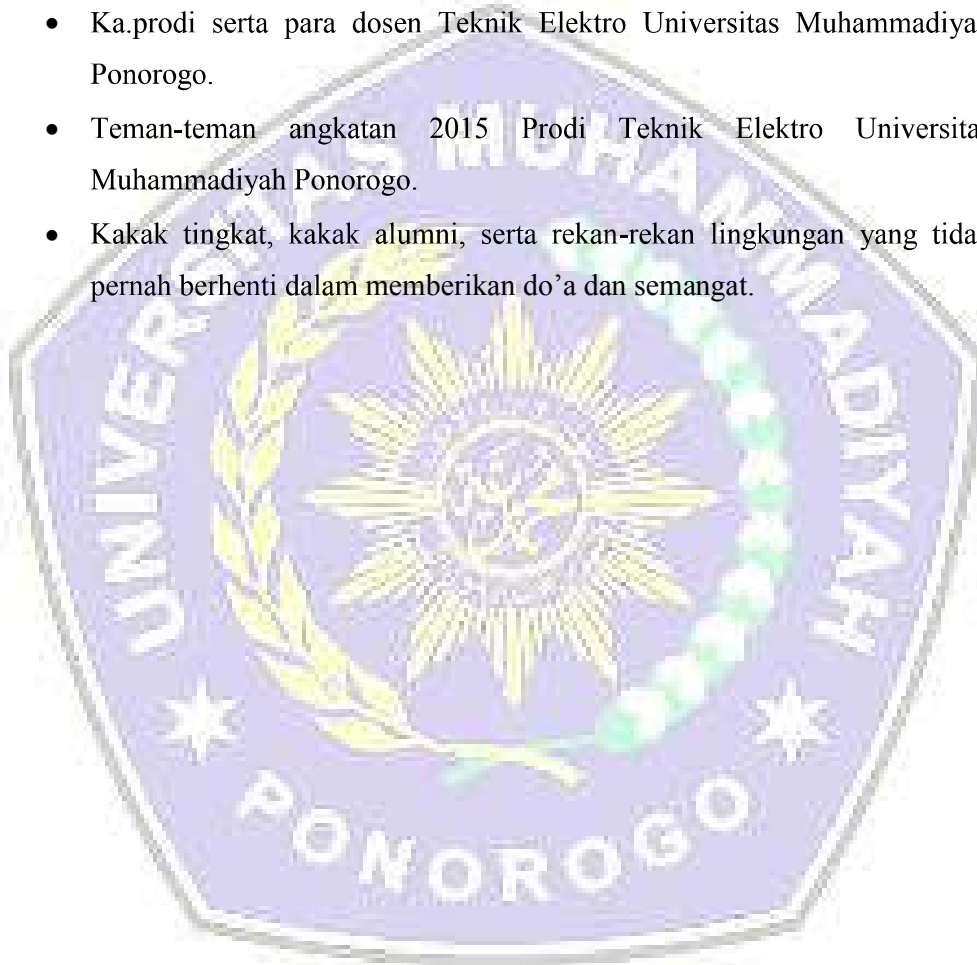 Ka.prodi serta para dosen Teknik Elektro Universitas Muhammadiya
Ponorogo.
Teman-teman angkatan 2015 Prodi Teknik Elektro Universita
Muhammadiyah Ponorogo.
Kakak tingkat, kakak alumni, serta rekan-rekan lingkungan yang tida
pernah berhenti dalam memberikan do’a dan semangat.
UNIVERSITAS MUHAMMADIYAH
PONOROGO